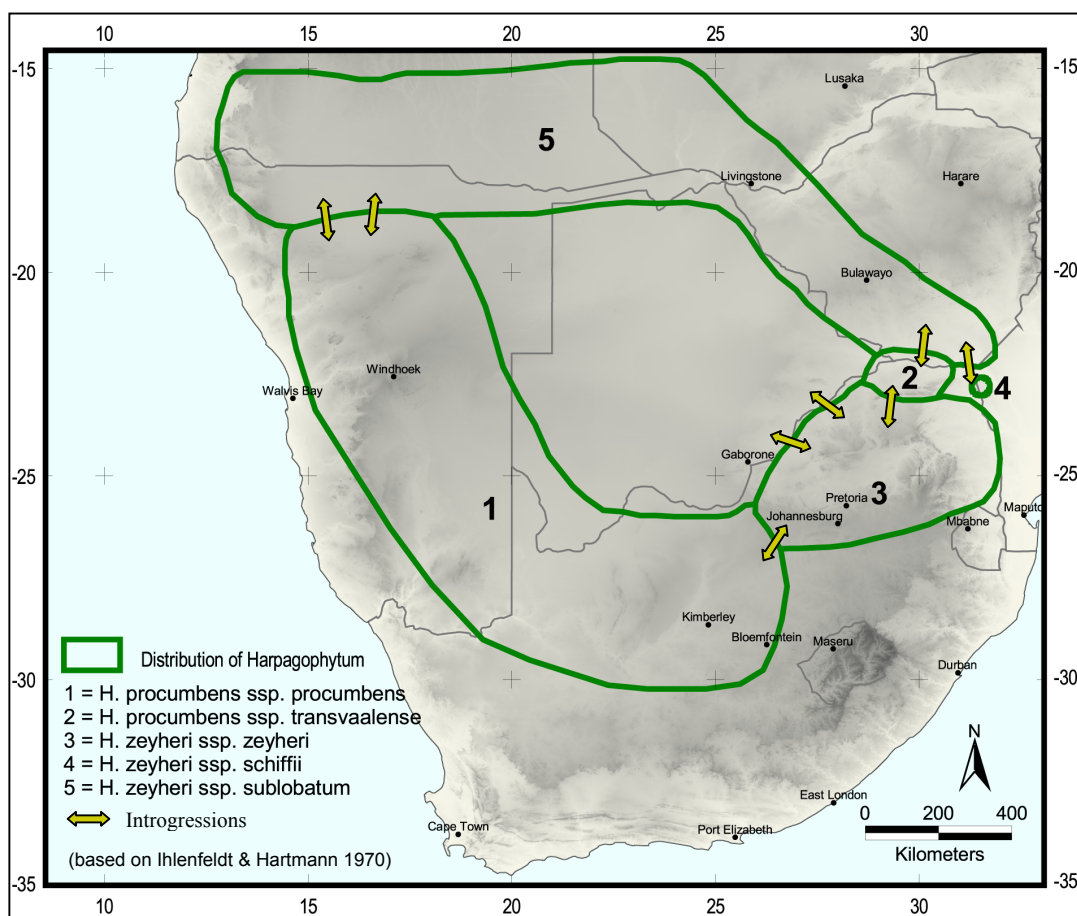 10 15 20 25 30
-15 -15
Lusaka
5
Livingstone
Harare
-20 -20
Bulawayo
Windhoek
2
4
Walvis Bay
Gaborone
-25 -25
1
3
Pretoria
Johannesburg
Maputo
Mbabne
Kimberley
Bloemfontein
Maseru
Durban
Distribution of Harpagophytum
-30 -30
1 = H. procumbens ssp. procumbens
2 = H. procumbens ssp. transvaalense
3 = H. zeyheri ssp. zeyheri
4 = H. zeyheri ssp. schiffii
5 = H. zeyheri ssp. sublobatum
N
East London
Introgressions
Cape Town
Port Elizabeth
0 200 400
Kilometers
(based on Ihlenfeldt & Hartmann 1970)
-35 -35
10 15 20 25 30